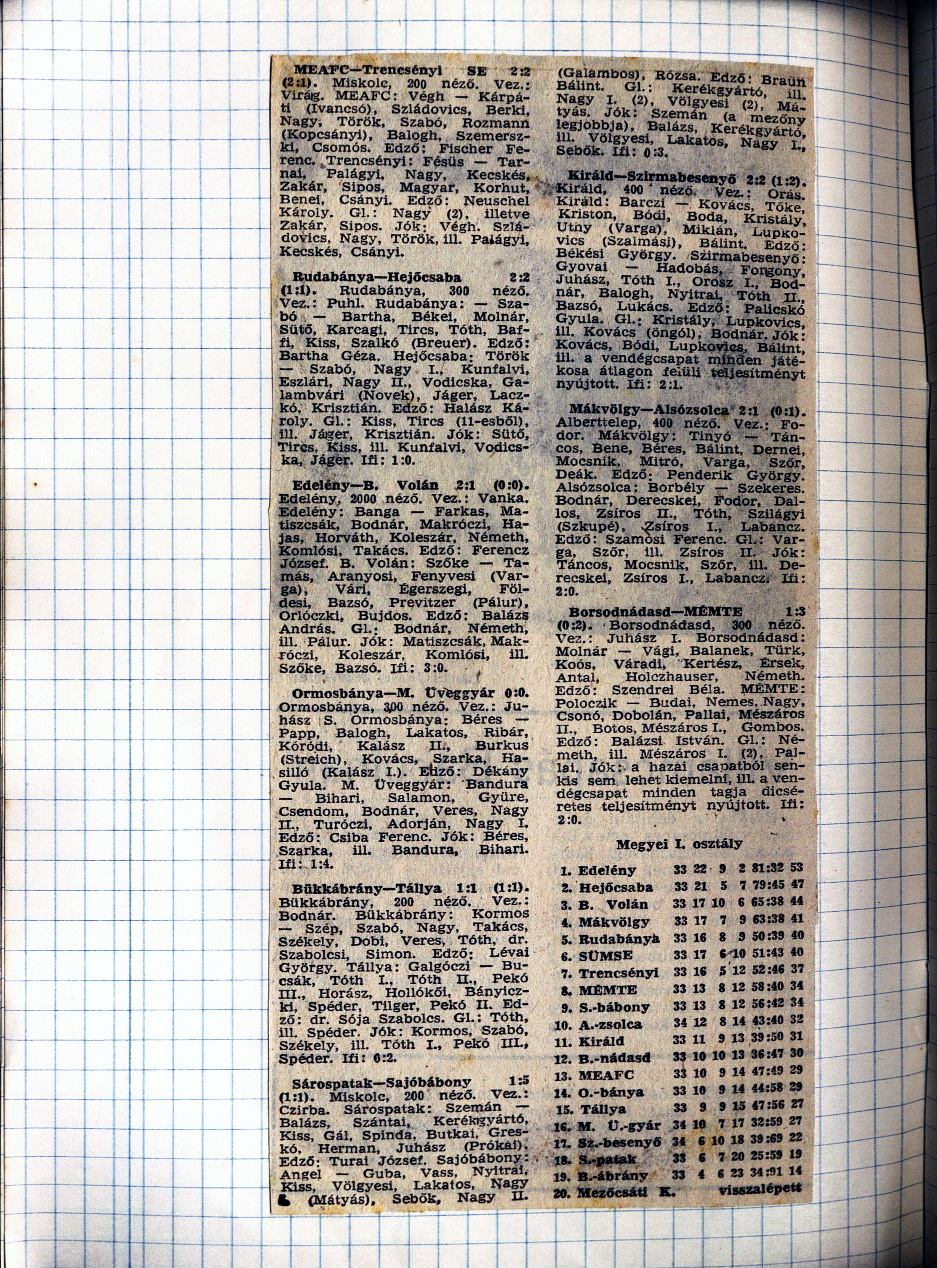 MEAFC—Trencsényi SE 2:2
(2:1). Miskolc, 200 néző. Vez.:
Virág. MEAFC: Végh — Kárpá-
ti (Ivancsó), Szládovics, Berki,
Nagy, Török, Szabó, Rozmann
(Kopcsányi), Balogh, Szemersz-
ki, Csomós. Edző: Fischer Fe-
renc. Trencsényi: Fésüs — Tar-
nai, Palágyi, Nagy, Kecskés,
Zakár, Sipos, Magyar, Korhut,
Benei, Csányi. Edző: Neuschel
Károly. Gl.: Nagy (2), illetve
Zakár, Sipos. Jók: Végh. Szlá-
dovics, Nagy, Török, ill. Palágyi,
Kecskés, Csányi.
Rudabánya—Hejőcsaba 2:2
(1:1). Rudabánya, 300 néző.
Vez.: Puhl. Rudabánya: — Sza-
bó — Bartha, Békei, Molnár,
Sütő, Karcagi, Tircs, Tóth, Baf-
fi, Kiss, Szalkó (Breuer). Edző:
Bartha Géza. Hejőcsaba: Török
— Szabó, Nagy I., Kunfalvi,
Eszlári, Nagy II., Vodicska, Ga-
lambvári (Novek), Jáger, Lacz-
kó, Krisztián. Edző: Halász Ká-
roly. Gl.: Kiss, Tircs (11-esből),
ill. Jáger, Krisztián. Jók: Sütő,
Tircs, Kiss, ill. Kunfalvi, Vodics-
ka, Jáger. Ifi: 1:0.
Edelény—B. Volán 2:1 (0:0).
Edelény, 2000 néző. Vez.: Vanka.
Edelény: Banga — Farkas, Ma-
tiszcsák, Bodnár, Makróczi, Ha-
jas, Horváth, Koleszár, Németh,
Komlósi, Takács. Edző: Ferencz
József. B. Volán: Szőke — Ta-
más, Aranyosi, Fenyvesi (Var-
ga), Vári, Egerszegi, Föl-
desi, Bazsó, Previtzer (Pálur),
Orlóczki, Bujdos. Edző: Balázs
András. Gl.: Bodnár, Németh,
ill. Pálur. Jók: Matiszcsák, Mak-
róczi, Koleszár, Komlósi, ill.
Szőke, Bazsó. Ifi: 3:0.
Ormosbánya—M. Üveggyár 0:0.
Ormosbánya, 300 néző. Vez.: Ju-
hász S. Ormosbánya: Béres —
Papp, Balogh, Lakatos, Ribár,
Kóródi, Kalász II., Burkus
(Streich), Kovács, Szarka, Ha-
silló (Kalász I.). Edző: Dékány
Gyula. M. Üveggyár: Bandura
— Bihari, Salamon, Gyüre,
Csendom, Bodnár, Veres, Nagy
II., Turóczi, Adorján, Nagy I.
Edző: Csiba Ferenc. Jók: Béres,
Szarka, ill. Bandura, Bihari.
Ifi: 1:4.
Bükkábrány—Tállya 1:1 (1:1).
Bükkábrány, 200 néző. Vez.:
Bodnár. Bükkábrány: Kormos
— Szép, Szabó, Nagy, Takács,
Székely, Dobi, Veres, Tóth, dr.
Szabolcsi, Simon. Edző: Lévai
György. Tállya: Galgóczi — Bu-
csák, Tóth I., Tóth II., Pekó
III., Horász, Hollókői, Bányicz-
ki, Spéder, Tilger, Pekó II. Ed-
ző: dr. Sója Szabolcs. Gl.: Tóth,
ill. Spéder. Jók: Kormos, Szabó,
Székely, ill. Tóth I., Pekó III.,
Spéder. Ifi: 0:2.
Sárospatak—Sajóbábony 1:5
(1:1). Miskolc, 200 néző. Vez.:
Czirba. Sárospatak: Szemán —
Balázs, Szántai, Kerékgyártó,
Kiss, Gál, Spinda, Butkai, Gres-
kó, Herman, Juhász (Prókai).
Edző: Turai József. Sajóbábony:
Angel — Guba, Vass, Nyitrai,
Kiss, Völgyesi, Lakatos, Nagy
(Mátyás), Sebők, Nagy II.
(Galambos), Rózsa. Edző: Braun
Bálint. Gl.: Kerékgyártó, ill.
Nagy I. (2), Völgyesi (2), Má-
tyás. Jók: Szemán (a mezőny
legjobbja), Balázs, Kerékgyártó,
ill. Völgyesi, Lakatos, Nagy I.,
Sebők. Ifi: 0:3.
Királd—Szirmabesenyő 2:2 (1:2).
Királd, 400 néző. Vez.: Orás.
Királd: Barczi — Kovács, Tőke,
Kriston, Bódi, Boda, Kristály,
Utny (Varga), Miklán, Lupko-
vics (Szalmási), Bálint. Edző:
Békési György. Szirmabesenyő:
Gyovai — Hadobás, Forgony,
Juhász, Tóth I., Orosz I., Bod-
nár, Balogh, Nyitrai, Tóth II.,
Bazsó, Lukács. Edző: Palicskó
Gyula. Gl.: Kristály, Lupkovics,
ill. Kovács (öngól), Bodnár. Jók:
Kovács, Bódi, Lupkovics, Bálint,
ill. a vendégcsapat minden játé-
kosa átlagon felüli teljesítményt
nyújtott. Ifi: 2:1.
Mákvölgy—Alsózsolca 2:1 (0:1).
Alberttelep, 400 néző. Vez.: Fo-
dor. Mákvölgy: Tinyó — Tán-
cos, Bene, Béres, Bálint, Dernei,
Mocsnik, Mitró, Varga, Szőr,
Deák. Edző: Penderik György.
Alsózsolca: Borbély — Szekeres.
Bodnár, Derecskei, Fodor, Dal-
los, Zsíros II., Tóth, Szilágyi
(Szkupé), Zsíros I., Labancz.
Edző: Szamosi Ferenc. Gl.: Var-
ga, Szőr, ill. Zsíros II. Jók:
Táncos, Mocsnik, Szőr, ill. De-
recskei, Zsíros I., Labancz. Ifi:
2:0.
Borsodnádasd—MÉMTE 1:3
(0:2). Borsodnádasd, 300 néző.
Vez.: Juhász I. Borsodnádasd:
Molnár — Vági, Balanek, Türk,
Koós, Váradi, Kertész, Érsek,
Antal, Holczhauser, Németh.
Edző: Szendrei Béla. MÉMTE:
Poloczik — Budai, Nemes, Nagy,
Csonó, Dobolán, Pallai, Mészáros
II., Botos, Mészáros I., Gombos.
Edző: Balázsi István. Gl.: Né-
meth, ill. Mészáros I. (2), Pal-
lai. Jók: a hazai csapatból sen-
kis sem lehet kiemelni, ill. a ven-
dégcsapat minden tagja dicsé-
retes teljesítményt nyújtott. Ifi:
2:0.
Megyei I. osztály
1. Edelény 33 22 9 2 81:32 53
2. Hejőcsaba 33 21 5 7 79:45 47
3. B. Volán 33 17 10 6 65:38 44
4. Mákvölgy 33 17 7 9 63:38 41
5. Rudabánya 33 16 8 9 50:39 40
6. SÜMSE 33 17 6 10 51:43 40
7. Trencsényi 33 16 5 12 52:46 37
8. MÉMTE 33 13 8 12 58:40 34
9. S.-bábony 33 13 8 12 56:42 34
10. A.-zsolca 34 12 8 14 43:40 32
11. Királd 33 11 9 13 39:50 31
12. B.-nádasd 33 10 10 13 36:47 30
13. MEAFC 33 10 9 14 47:49 29
14. O.-bánya 33 10 9 14 44:58 29
15. Tállya 33 9 9 15 47:56 27
16. M. Ü.-gyár 34 10 7 17 32:59 27
17. Sz.-besenyő 34 6 10 18 39:69 22
18. S.-patak 33 6 7 20 25:59 19
19. B.-ábrány 33 4 6 23 34:91 14
20. Mezőcsáti K. visszalépett